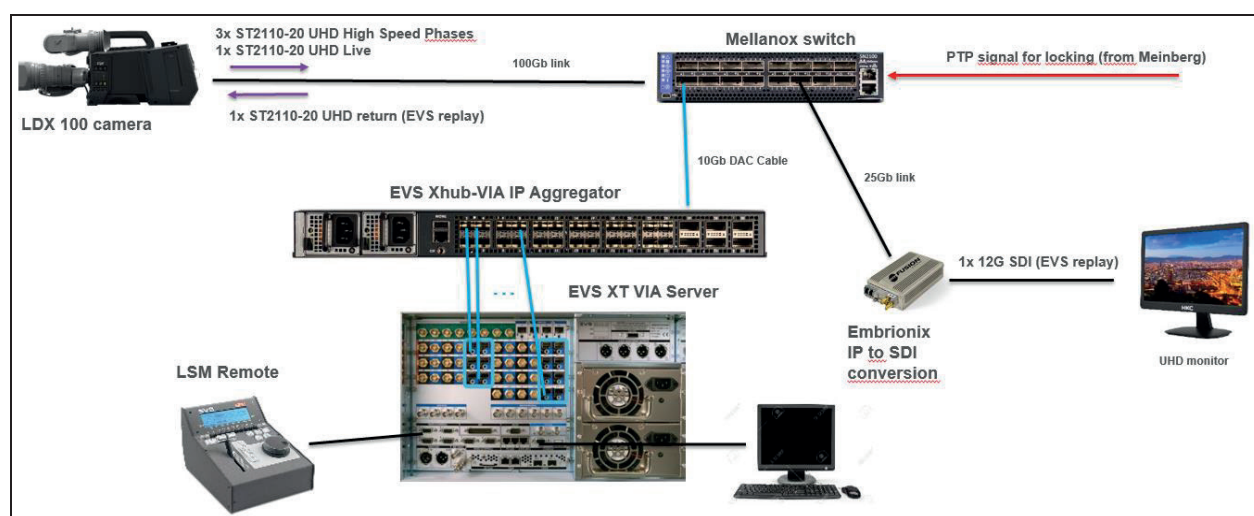 3x ST2110-20 UHD High Speed Phases
1x ST2110-20 UHD Live
Mellanox switch
100Gb link
PTP signal for locking (from Meinberg)
LDX 100 camera
1x ST2110-20 UHD return (EVS replay)
10Gb DAC Cable
25Gb link
EVS Xhub-VIA IP Aggregator
1x 12G SDI (EVS replay)
FUSION
HKC
...
EVS XT VIA Server
Embrionix
IP to SDI
conversion
UHD monitor
LSM Remote